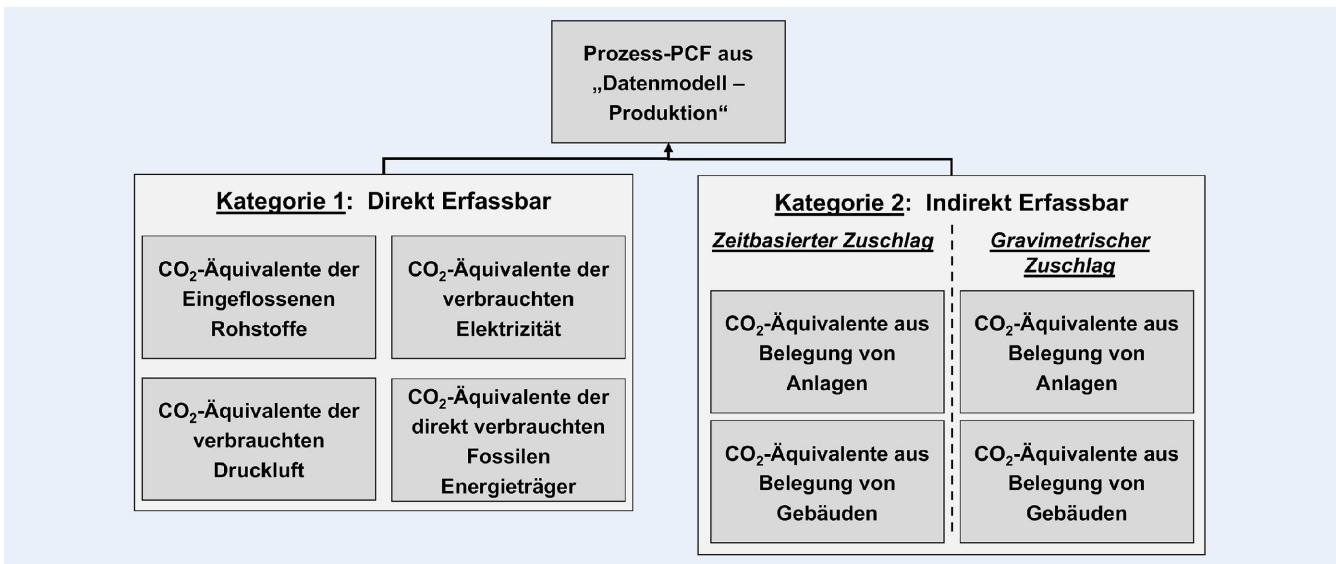 Prozess-PCF aus
„Datenmodell –
Produktion“
Kategorie 1: Direkt Erfassbar
CO₂-Äquivalente der
Eingeflossenen
Rohstoffe
CO₂-Äquivalente der
verbrauchten
Elektrizität
CO₂-Äquivalente der
verbrauchten
Druckluft
CO₂-Äquivalente der
direkt verbrauchten
Fossilen
Energieträger
Kategorie 2: Indirekt Erfassbar
Zeitbasierter Zuschlag
Gravimetrischer
Zuschlag
CO₂-Äquivalente aus
Belegung von
Anlagen
CO₂-Äquivalente aus
Belegung von
Anlagen
CO₂-Äquivalente aus
Belegung von
Gebäuden
CO₂-Äquivalente aus
Belegung von
Gebäuden